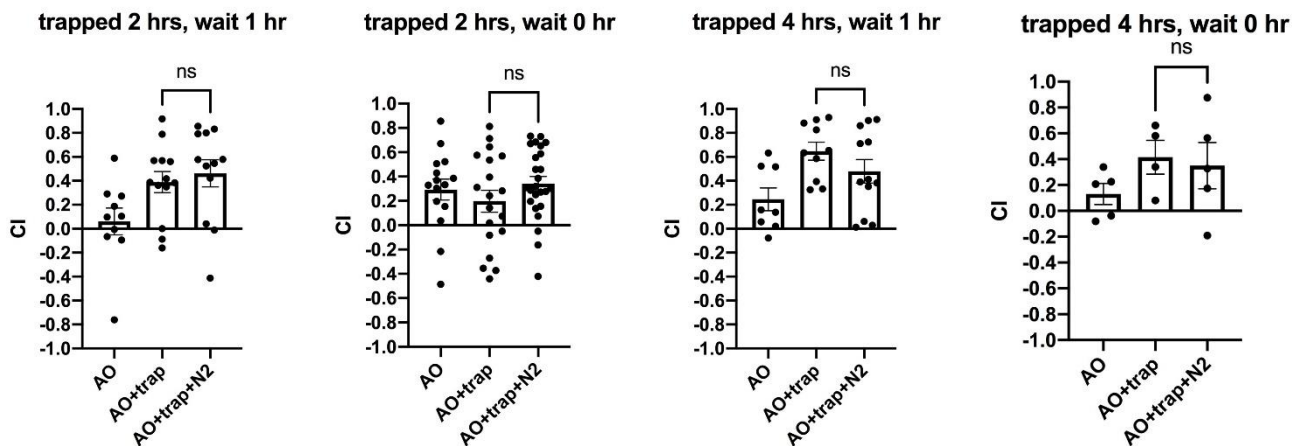 trapped 2 hrs, wait 1 hr
ns
1.0
0.8
0.6
0.4
0.2
0.0
-0.2
-0.4
-0.6
-0.8
-1.0
CI
AO
AO+trap
AO+trap+N2
trapped 2 hrs, wait 0 hr
ns
1.0
0.8
0.6
0.4
0.2
0.0
-0.2
-0.4
-0.6
-0.8
-1.0
CI
AO
AO+trap
AO+trap+N2
trapped 4 hrs, wait 1 hr
ns
1.0
0.8
0.6
0.4
0.2
0.0
-0.2
-0.4
-0.6
-0.8
-1.0
CI
AO
AO+trap
AO+trap+N2
trapped 4 hrs, wait 0 hr
ns
1.0
0.8
0.6
0.4
0.2
0.0
-0.2
-0.4
-0.6
-0.8
-1.0
CI
AO
AO+trap
AO+trap+N2